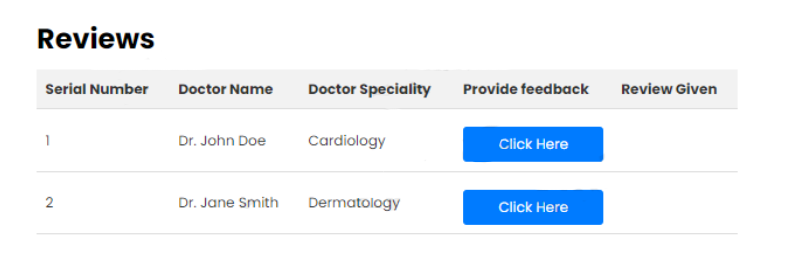 Reviews
Serial Number Doctor Name Doctor Speciality Provide feedback Review Given
1 Dr. John Doe Cardiology Click Here
2 Dr. Jane Smith Dermatology Click Here